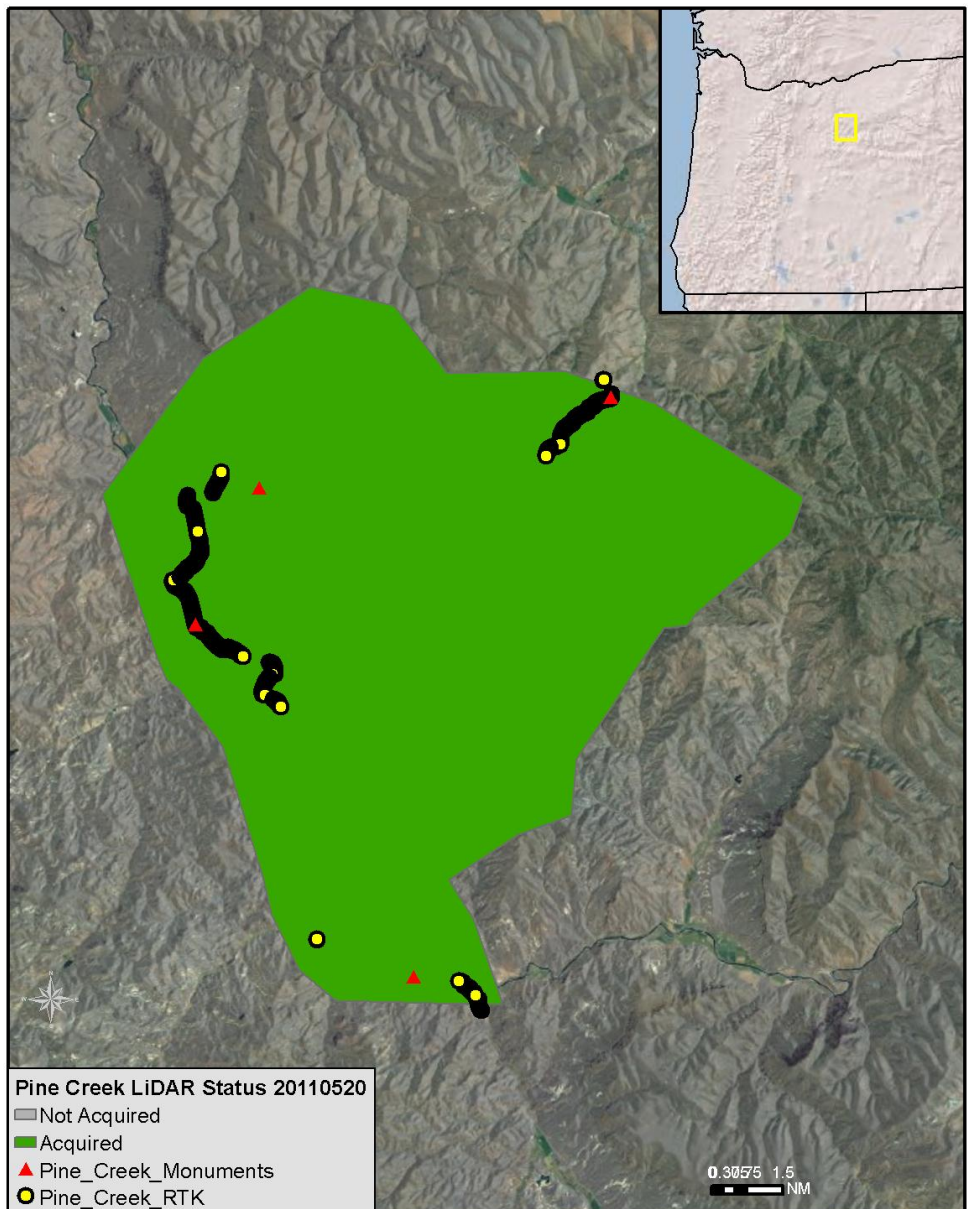 Pine Creek LiDAR Status 20110520
Not Acquired
Acquired
Pine_Creek_Monuments
Pine_Creek_RTK
1.5
NM